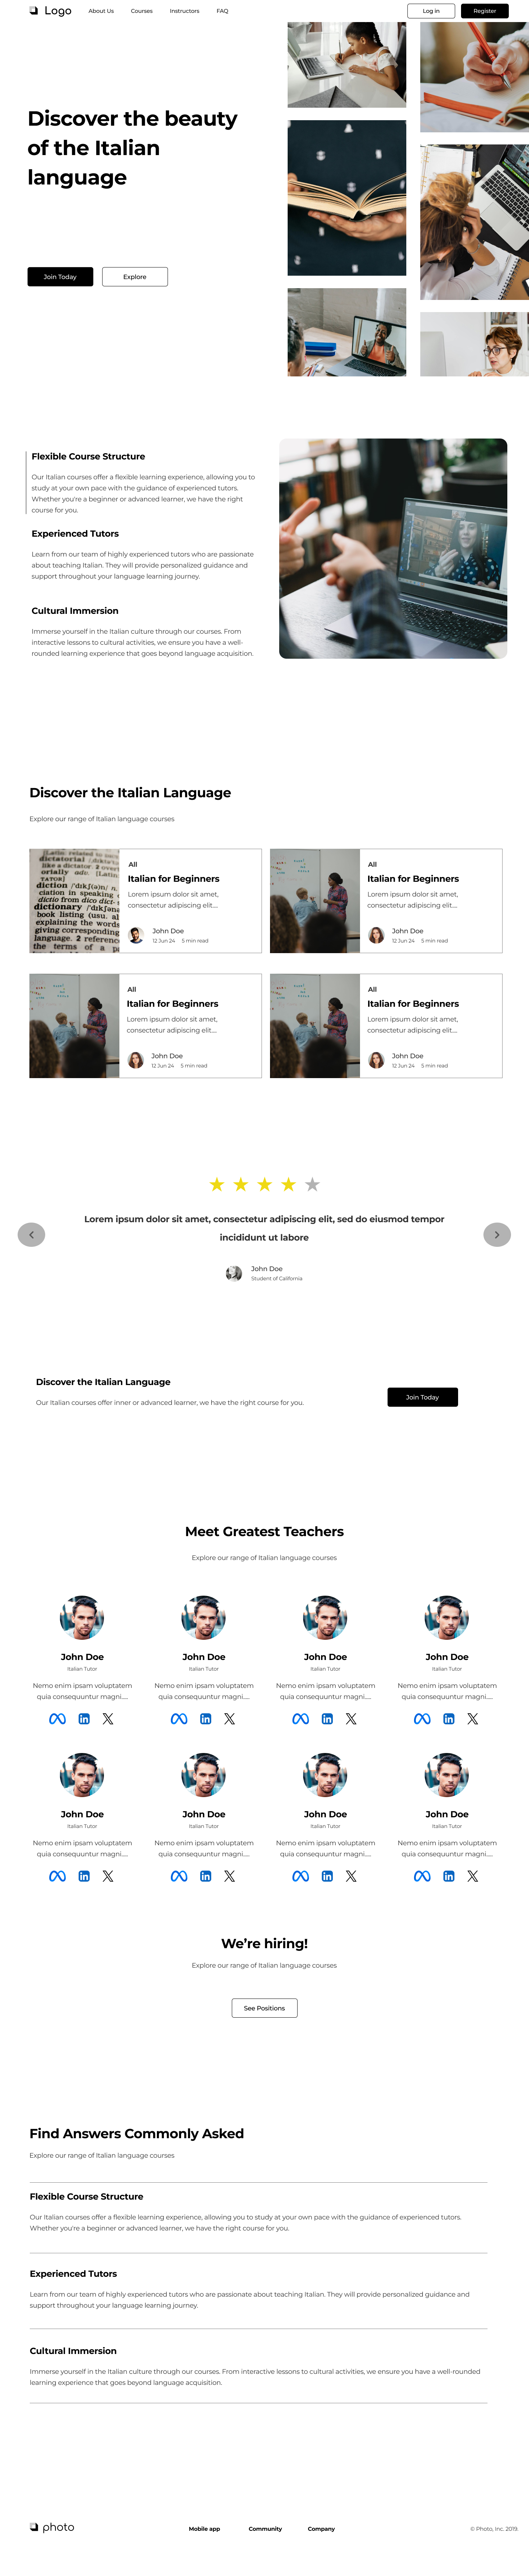 Logo
About Us
Courses
Instructors
FAQ
Log in
Register
Discover the beauty
of the Italian
language
Join Today
Explore
Flexible Course Structure
Our Italian courses offer a flexible learning experience, allowing you to
study at your own pace with the guidance of experienced tutors.
Whether you're a beginner or advanced learner, we have the right
course for you.
Experienced Tutors
Learn from our team of highly experienced tutors who are passionate
about teaching Italian. They will provide personalized guidance and
support throughout your language learning journey.
Cultural Immersion
Immerse yourself in the Italian culture through our courses. From
interactive lessons to cultural activities, we ensure you have a well-
rounded learning experience that goes beyond language acquisition.
Discover the Italian Language
Explore our range of Italian language courses
All
Italian for Beginners
Lorem ipsum dolor sit amet,
consectetur adipiscing elit....
John Doe
12 Jun 24 5 min read
All
Italian for Beginners
Lorem ipsum dolor sit amet,
consectetur adipiscing elit....
John Doe
12 Jun 24 5 min read
All
Italian for Beginners
Lorem ipsum dolor sit amet,
consectetur adipiscing elit....
John Doe
12 Jun 24 5 min read
All
Italian for Beginners
Lorem ipsum dolor sit amet,
consectetur adipiscing elit....
John Doe
12 Jun 24 5 min read
Lorem ipsum dolor sit amet, consectetur adipiscing elit, sed do eiusmod tempor
incididunt ut labore
John Doe
Student of California
Discover the Italian Language
Our Italian courses offer inner or advanced learner, we have the right course for you.
Join Today
Meet Greatest Teachers
Explore our range of Italian language courses
John Doe
Italian Tutor
Nemo enim ipsam voluptatem
quia consequuntur magni.....
John Doe
Italian Tutor
Nemo enim ipsam voluptatem
quia consequuntur magni.....
John Doe
Italian Tutor
Nemo enim ipsam voluptatem
quia consequuntur magni.....
John Doe
Italian Tutor
Nemo enim ipsam voluptatem
quia consequuntur magni.....
John Doe
Italian Tutor
Nemo enim ipsam voluptatem
quia consequuntur magni.....
John Doe
Italian Tutor
Nemo enim ipsam voluptatem
quia consequuntur magni.....
John Doe
Italian Tutor
Nemo enim ipsam voluptatem
quia consequuntur magni.....
John Doe
Italian Tutor
Nemo enim ipsam voluptatem
quia consequuntur magni.....
We're hiring!
Explore our range of Italian language courses
See Positions
Find Answers Commonly Asked
Explore our range of Italian language courses
Flexible Course Structure
Our Italian courses offer a flexible learning experience, allowing you to study at your own pace with the guidance of experienced tutors.
Whether you're a beginner or advanced learner, we have the right course for you.
Experienced Tutors
Learn from our team of highly experienced tutors who are passionate about teaching Italian. They will provide personalized guidance and
support throughout your language learning journey.
Cultural Immersion
Immerse yourself in the Italian culture through our courses. From interactive lessons to cultural activities, we ensure you have a well-rounded
learning experience that goes beyond language acquisition.
photo
Mobile app
Community
Company
© Photo, Inc. 2019.